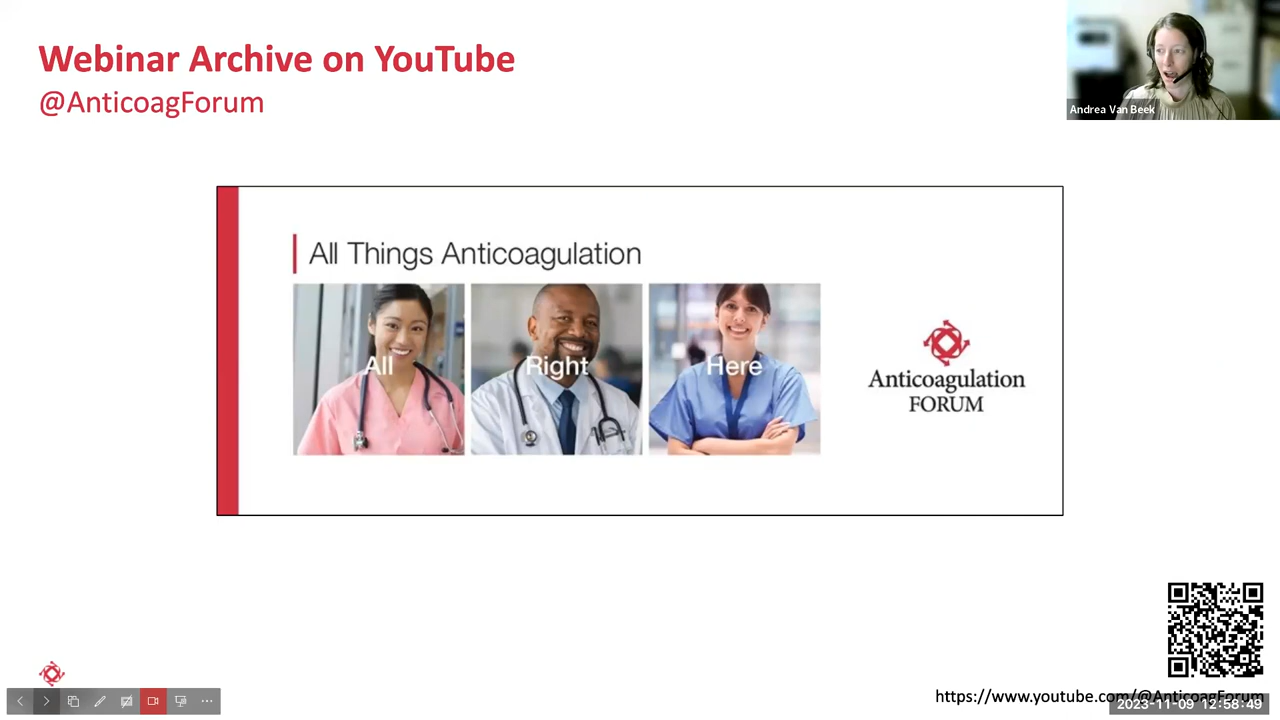 Webinar Archive on YouTube
@AnticoagForum
Andrea Van Beek
All Things Anticoagulation
All Right Here
Anticoagulation
FORUM
https://www.youtube.com/@AnticoagForum
2023-11-09 12:58:49